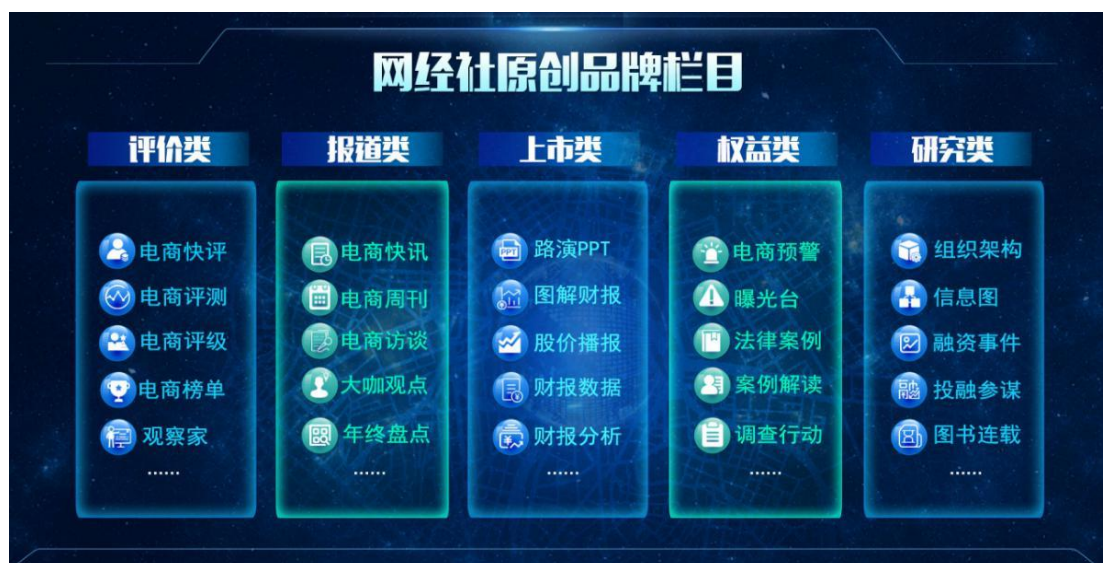 网经社原创品牌栏目
评价类
电商快评
电商评测
电商评级
电商榜单
观察家
……
报道类
电商快讯
电商周刊
电商访谈
大咖观点
年终盘点
……
上市类
路演PPT
图解财报
股价播报
财报数据
财报分析
……
权益类
电商预警
曝光台
法律案例
案例解读
调查行动
……
研究类
组织架构
信息图
融资事件
投融参谋
图书连载
……